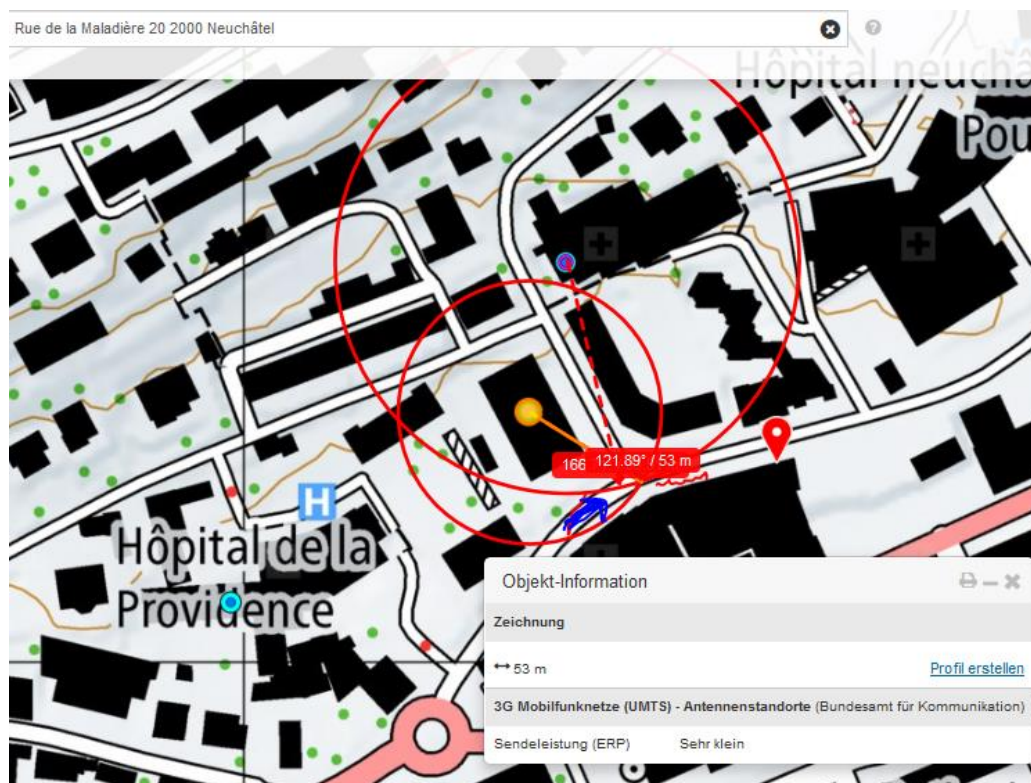 Rue de la Maladière 20 2000 Neuchâtel
?
Hôpital neuchâ
Pou
166
121.89° / 53 m
H
Hôpital de la
Providence
Objekt-Information
Zeichnung
↔ 53 m
Profil erstellen
3G Mobilfunknetze (UMTS) - Antennenstandorte (Bundesamt für Kommunikation)
Sendeleistung (ERP) Sehr klein